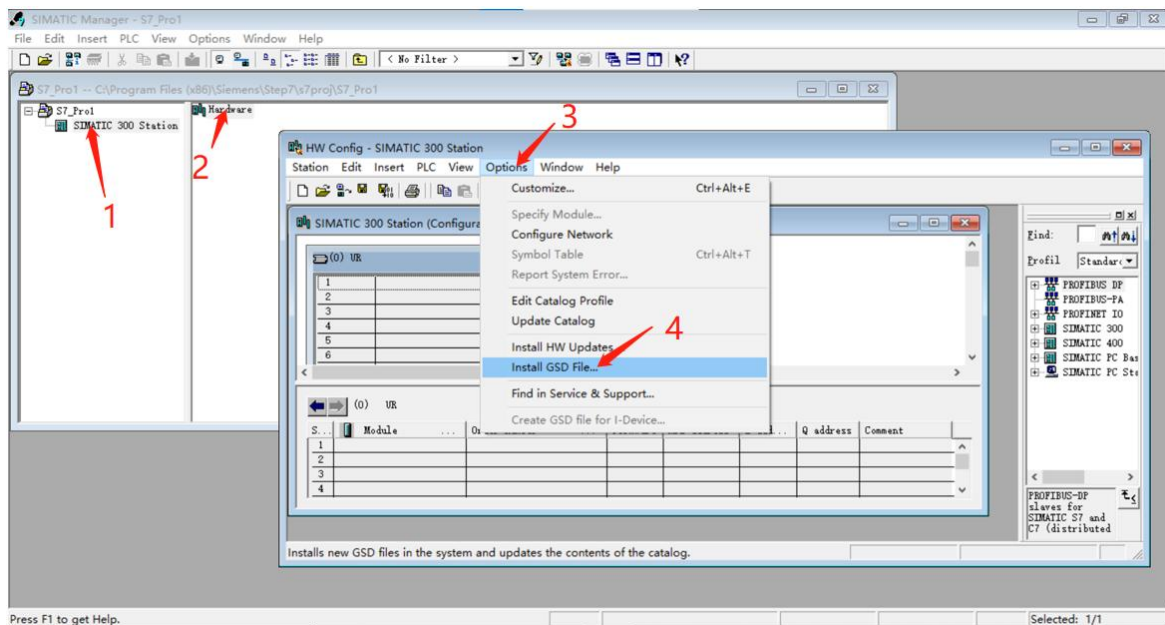 SIMATIC Manager - S7_Pro1
File Edit Insert PLC View Options Window Help
< No Filter >
S7_Pro1 -- C:\Program Files (x86)\Siemens\Step7\s7proj\S7_Pro1
S7_Pro1
SIMATIC 300 Station
Hardware
1
2
3
HW Config - SIMATIC 300 Station
Station Edit Insert PLC View Options Window Help
Customize... Ctrl+Alt+E
Specify Module...
Configure Network
Symbol Table Ctrl+Alt+T
Report System Error...
Edit Catalog Profile
Update Catalog
Install HW Updates
Install GSD File...
Find in Service & Support...
Create GSD file for I-Device...
4
SIMATIC 300 Station (Configura
(0) UR
1
2
3
4
5
6
(0) UR
S... Module ... Q address Comment
1
2
3
4
Find:
Profil Standar
PROFIBUS DP
PROFIBUS-PA
PROFINET IO
SIMATIC 300
SIMATIC 400
SIMATIC PC Bas
SIMATIC PC Sta
PROFIBUS-DP
slaves for
SIMATIC S7 and
C7 (distributed
Installs new GSD files in the system and updates the contents of the catalog.
Press F1 to get Help.
Selected: 1/1